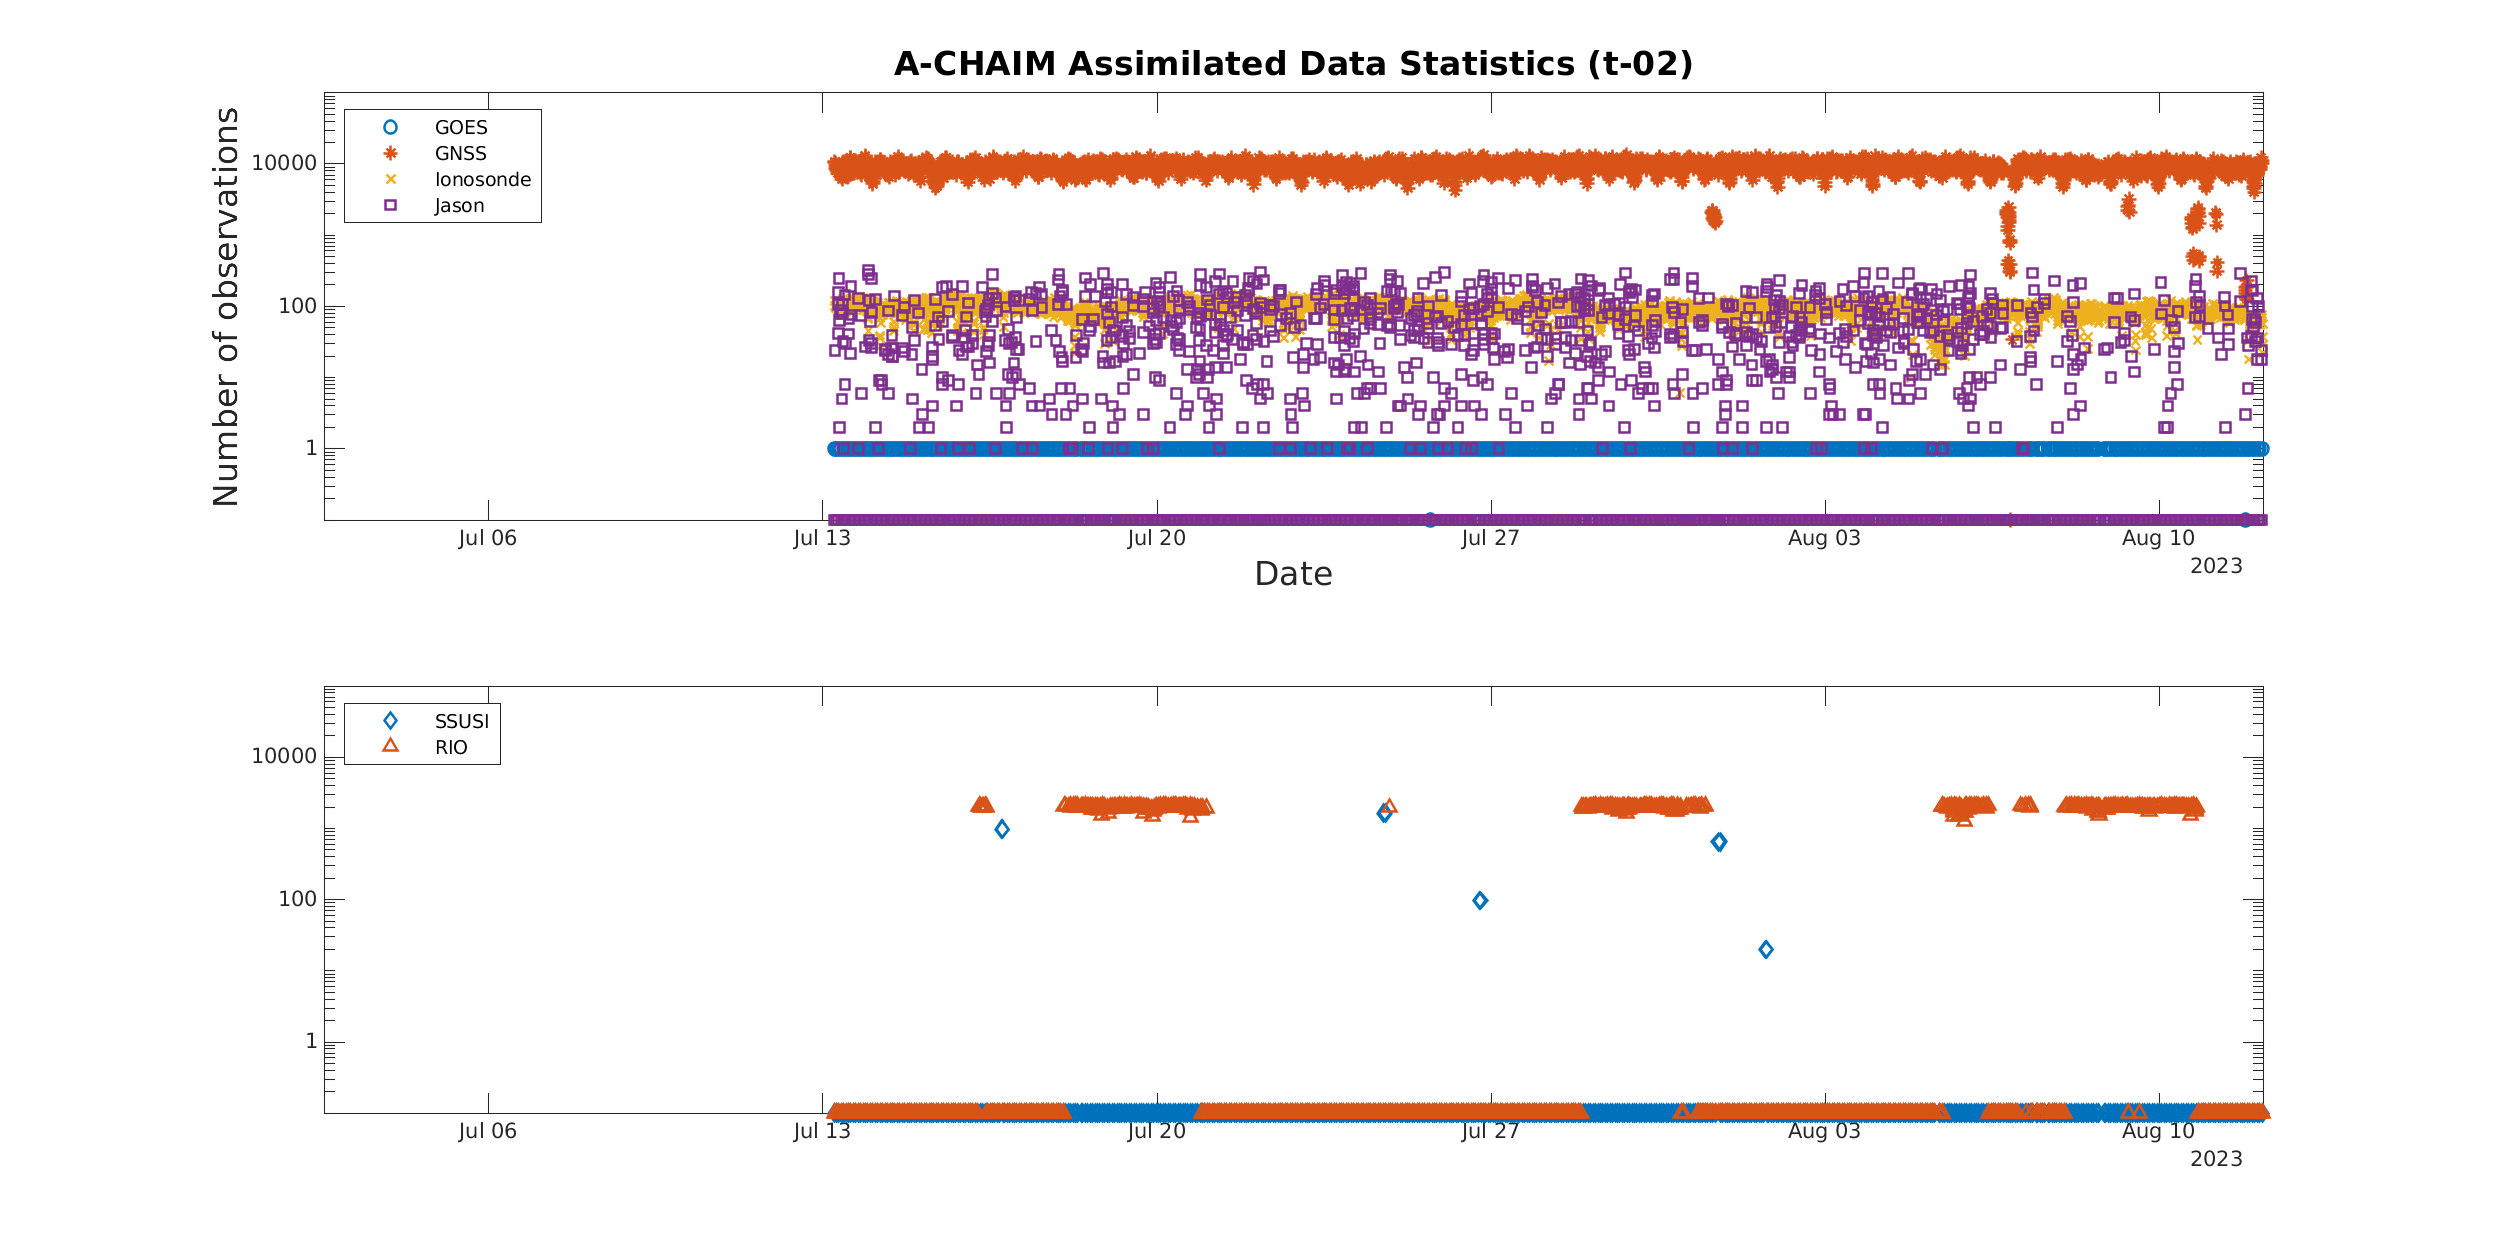 A-CHAIM Assimilated Data Statistics (t-02)
Number of observations
10000
100
1
GOES
GNSS
Ionosonde
Jason
Jul 06
Jul 13
Jul 20
Jul 27
Aug 03
Aug 10
2023
Date
10000
100
1
SSUSI
RIO
Jul 06
Jul 13
Jul 20
Jul 27
Aug 03
Aug 10
2023